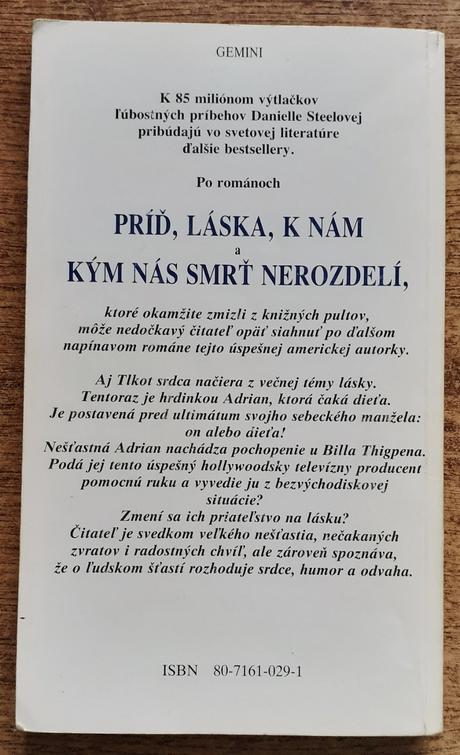 GEMINI
K 85 miliónom výtlačkov
ľúbostných príbehov Danielle Steelovej
pribúdajú vo svetovej literatúre
ďalšie bestsellery.
Po románoch
PRÍĎ, LÁSKA, K NÁM
a
KÝM NÁS SMRŤ NEROZDELÍ,
ktoré okamžite zmizli z knižných pultov,
môže nedočkavý čitateľ opäť siahnuť po ďalšom
napínavom románe tejto úspešnej americkej autorky.
Aj Tlkot srdca načiera z večnej témy lásky.
Tentoraz je hrdinkou Adrian, ktorá čaká dieťa.
Je postavená pred ultimátum svojho sebeckého manžela:
on alebo dieťa!
Nešťastná Adrian nachádza pochopenie u Billa Thigpena.
Podá jej tento úspešný hollywoodsky televízny producent
pomocnú ruku a vyvedie ju z bezvýchodiskovej
situácie?
Zmení sa ich priateľstvo na lásku?
Čitateľ je svedkom veľkého nešťastia, nečakaných
zvratov i radostných chvíľ, ale zároveň spoznáva,
že o ľudskom šťastí rozhoduje srdce, humor a odvaha.
ISBN 80-7161-029-1